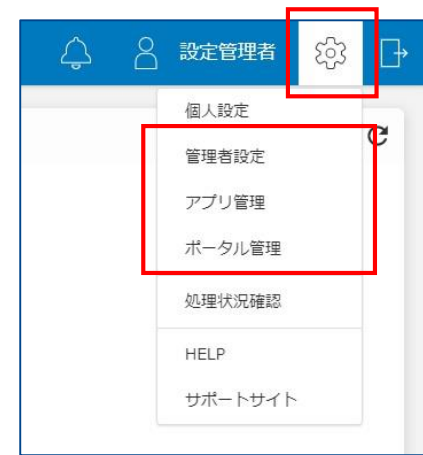 設定管理者
個人設定
管理者設定
アプリ管理
ポータル管理
処理状況確認
HELP
サポートサイト